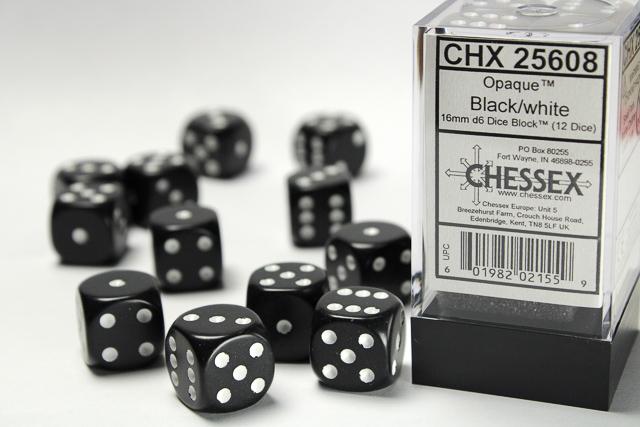 CHX 25608
Opaque™
Black/white
16mm d6 Dice Block™ (12 Dice)
PO Box 80255
Fort Wayne, IN 46898-0255
CHESSEX
www.chessex.com
Chessex Europe: Unit 5
Breezehurst Farm, Crouch House Road,
Edenbridge, Kent, TN8 5LF UK
UPC
6 01982 02155 9